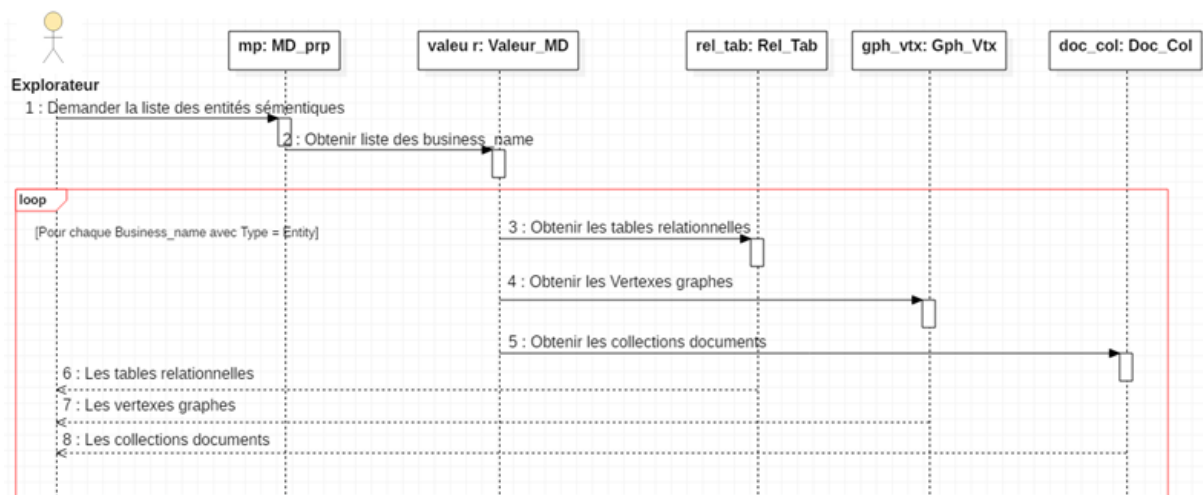 mp: MD_prp
valeu r: Valeur_MD
rel_tab: Rel_Tab
gph_vtx: Gph_Vtx
doc_col: Doc_Col
Explorateur
1 : Demander la liste des entités sémentiques
2 : Obtenir liste des business_name
loop
[Pour chaque Business_name avec Type = Entity]
3 : Obtenir les tables relationnelles
4 : Obtenir les Vertexes graphes
5 : Obtenir les collections documents
6 : Les tables relationnelles
7 : Les vertexes graphes
8 : Les collections documents